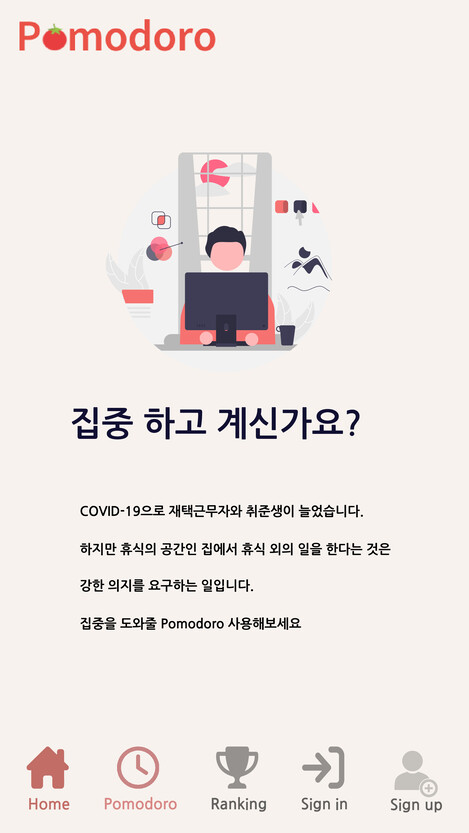 Pomodoro
집중 하고 계신가요?
COVID-19으로 재택근무자와 취준생이 늘었습니다.
하지만 휴식의 공간인 집에서 휴식 외의 일을 한다는 것은
강한 의지를 요구하는 일입니다.
집중을 도와줄 Pomodoro 사용해보세요
Home Pomodoro Ranking Sign in Sign up